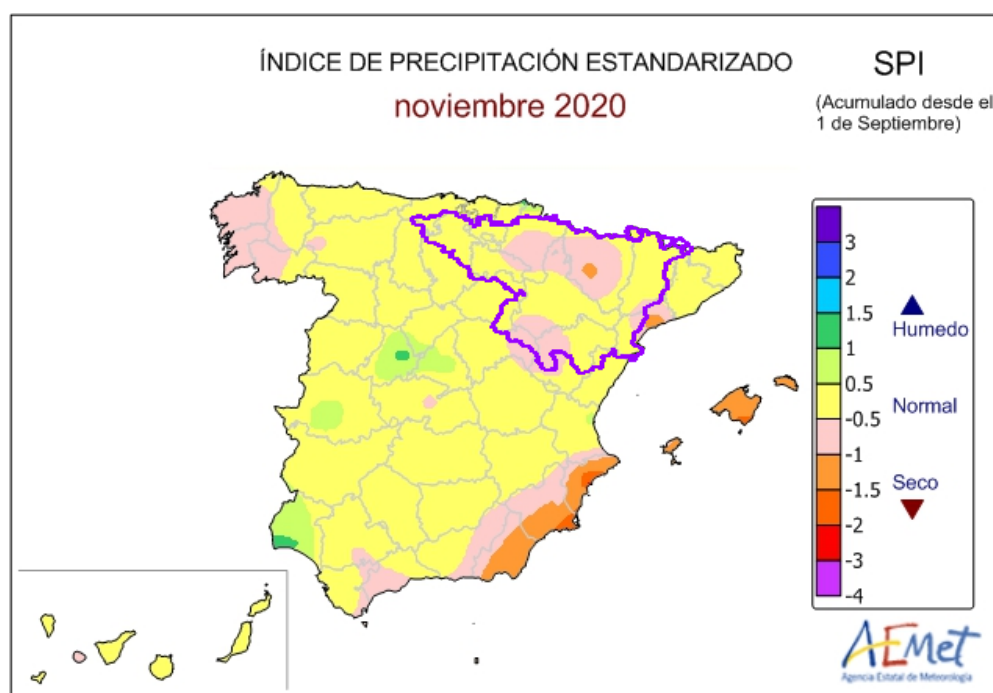 ÍNDICE DE PRECIPITACIÓN ESTANDARIZADO
noviembre 2020
SPI
(Acumulado desde el
1 de Septiembre)
3
2
1.5
1
0.5
-0.5
-1
-1.5
-2
-3
-4
Humedo
Normal
Seco
AEmet
Agencia Estatal de Meteorología